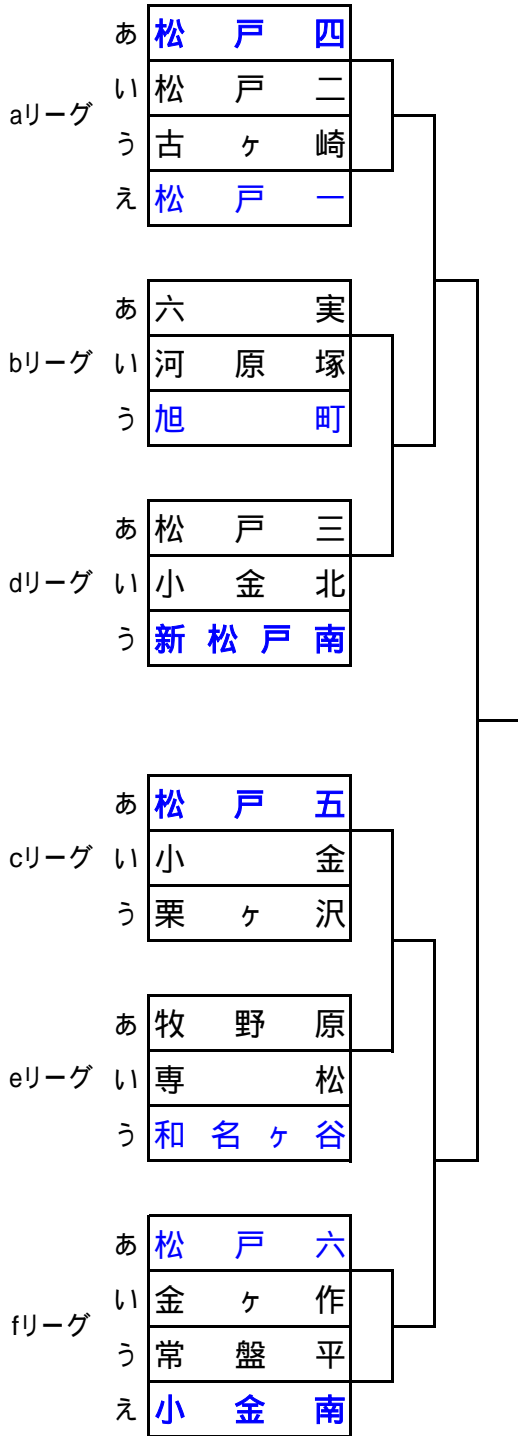 あ 松戸四
い 松戸二
aリーグ
う 古ヶ崎
え 松戸一
あ 六実
bリーグ い 河原塚
う 旭町
あ 松戸三
dリーグ い 小金北
う 新松戸南
あ 松戸五
cリーグ い 小金
う 栗ヶ沢
あ 牧野原
eリーグ い 専松
う 和名ヶ谷
あ 松戸六
い 金ヶ作
fリーグ
う 常盤平
え 小金南